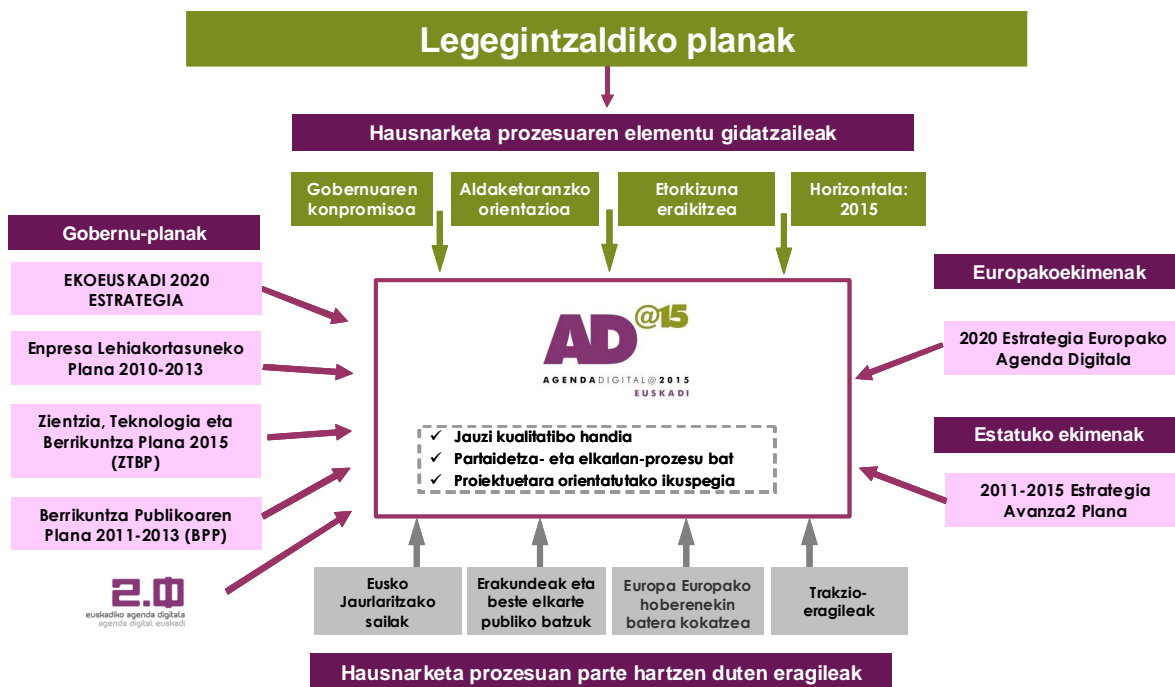 Legegintzaldiko planak
Hausnarketa prozesuaren elementu gidatzaileak
Gobernuaren
konpromisoa
Aldaketaranzko
orientazioa
Etorkizuna
eraikitzea
Horizontala:
2015
Gobernu-planak
EKOEUSKADI 2020
ESTRATEGIA
Enpresa Lehiakortasuneko
Plana 2010-2013
Zientzia, Teknologia eta
Berrikuntza Plana 2015
(ZTBP)
Berrikuntza Publikoaren
Plana 2011-2013 (BPP)
2.0
euskadiko agenda digitala
agenda digital euskadi
AD@15
AGENDADIGITAL@2015
EUSKADI
✓ Jauzi kualitatibo handia
✓ Partaidetza- eta elkarlan-prozesu bat
✓ Proiektuetara orientatutako ikuspegia
Europakoekimenak
2020 Estrategia Europako
Agenda Digitala
Estatuko ekimenak
2011-2015 Estrategia
Avanza2 Plana
Eusko
Jaurlaritzako
sailak
Erakundeak eta
beste elkarte
publiko batzuk
Europa Europako
hoberenekin
batera kokatzea
Trakzio-
eragileak
Hausnarketa prozesuan parte hartzen duten eragileak